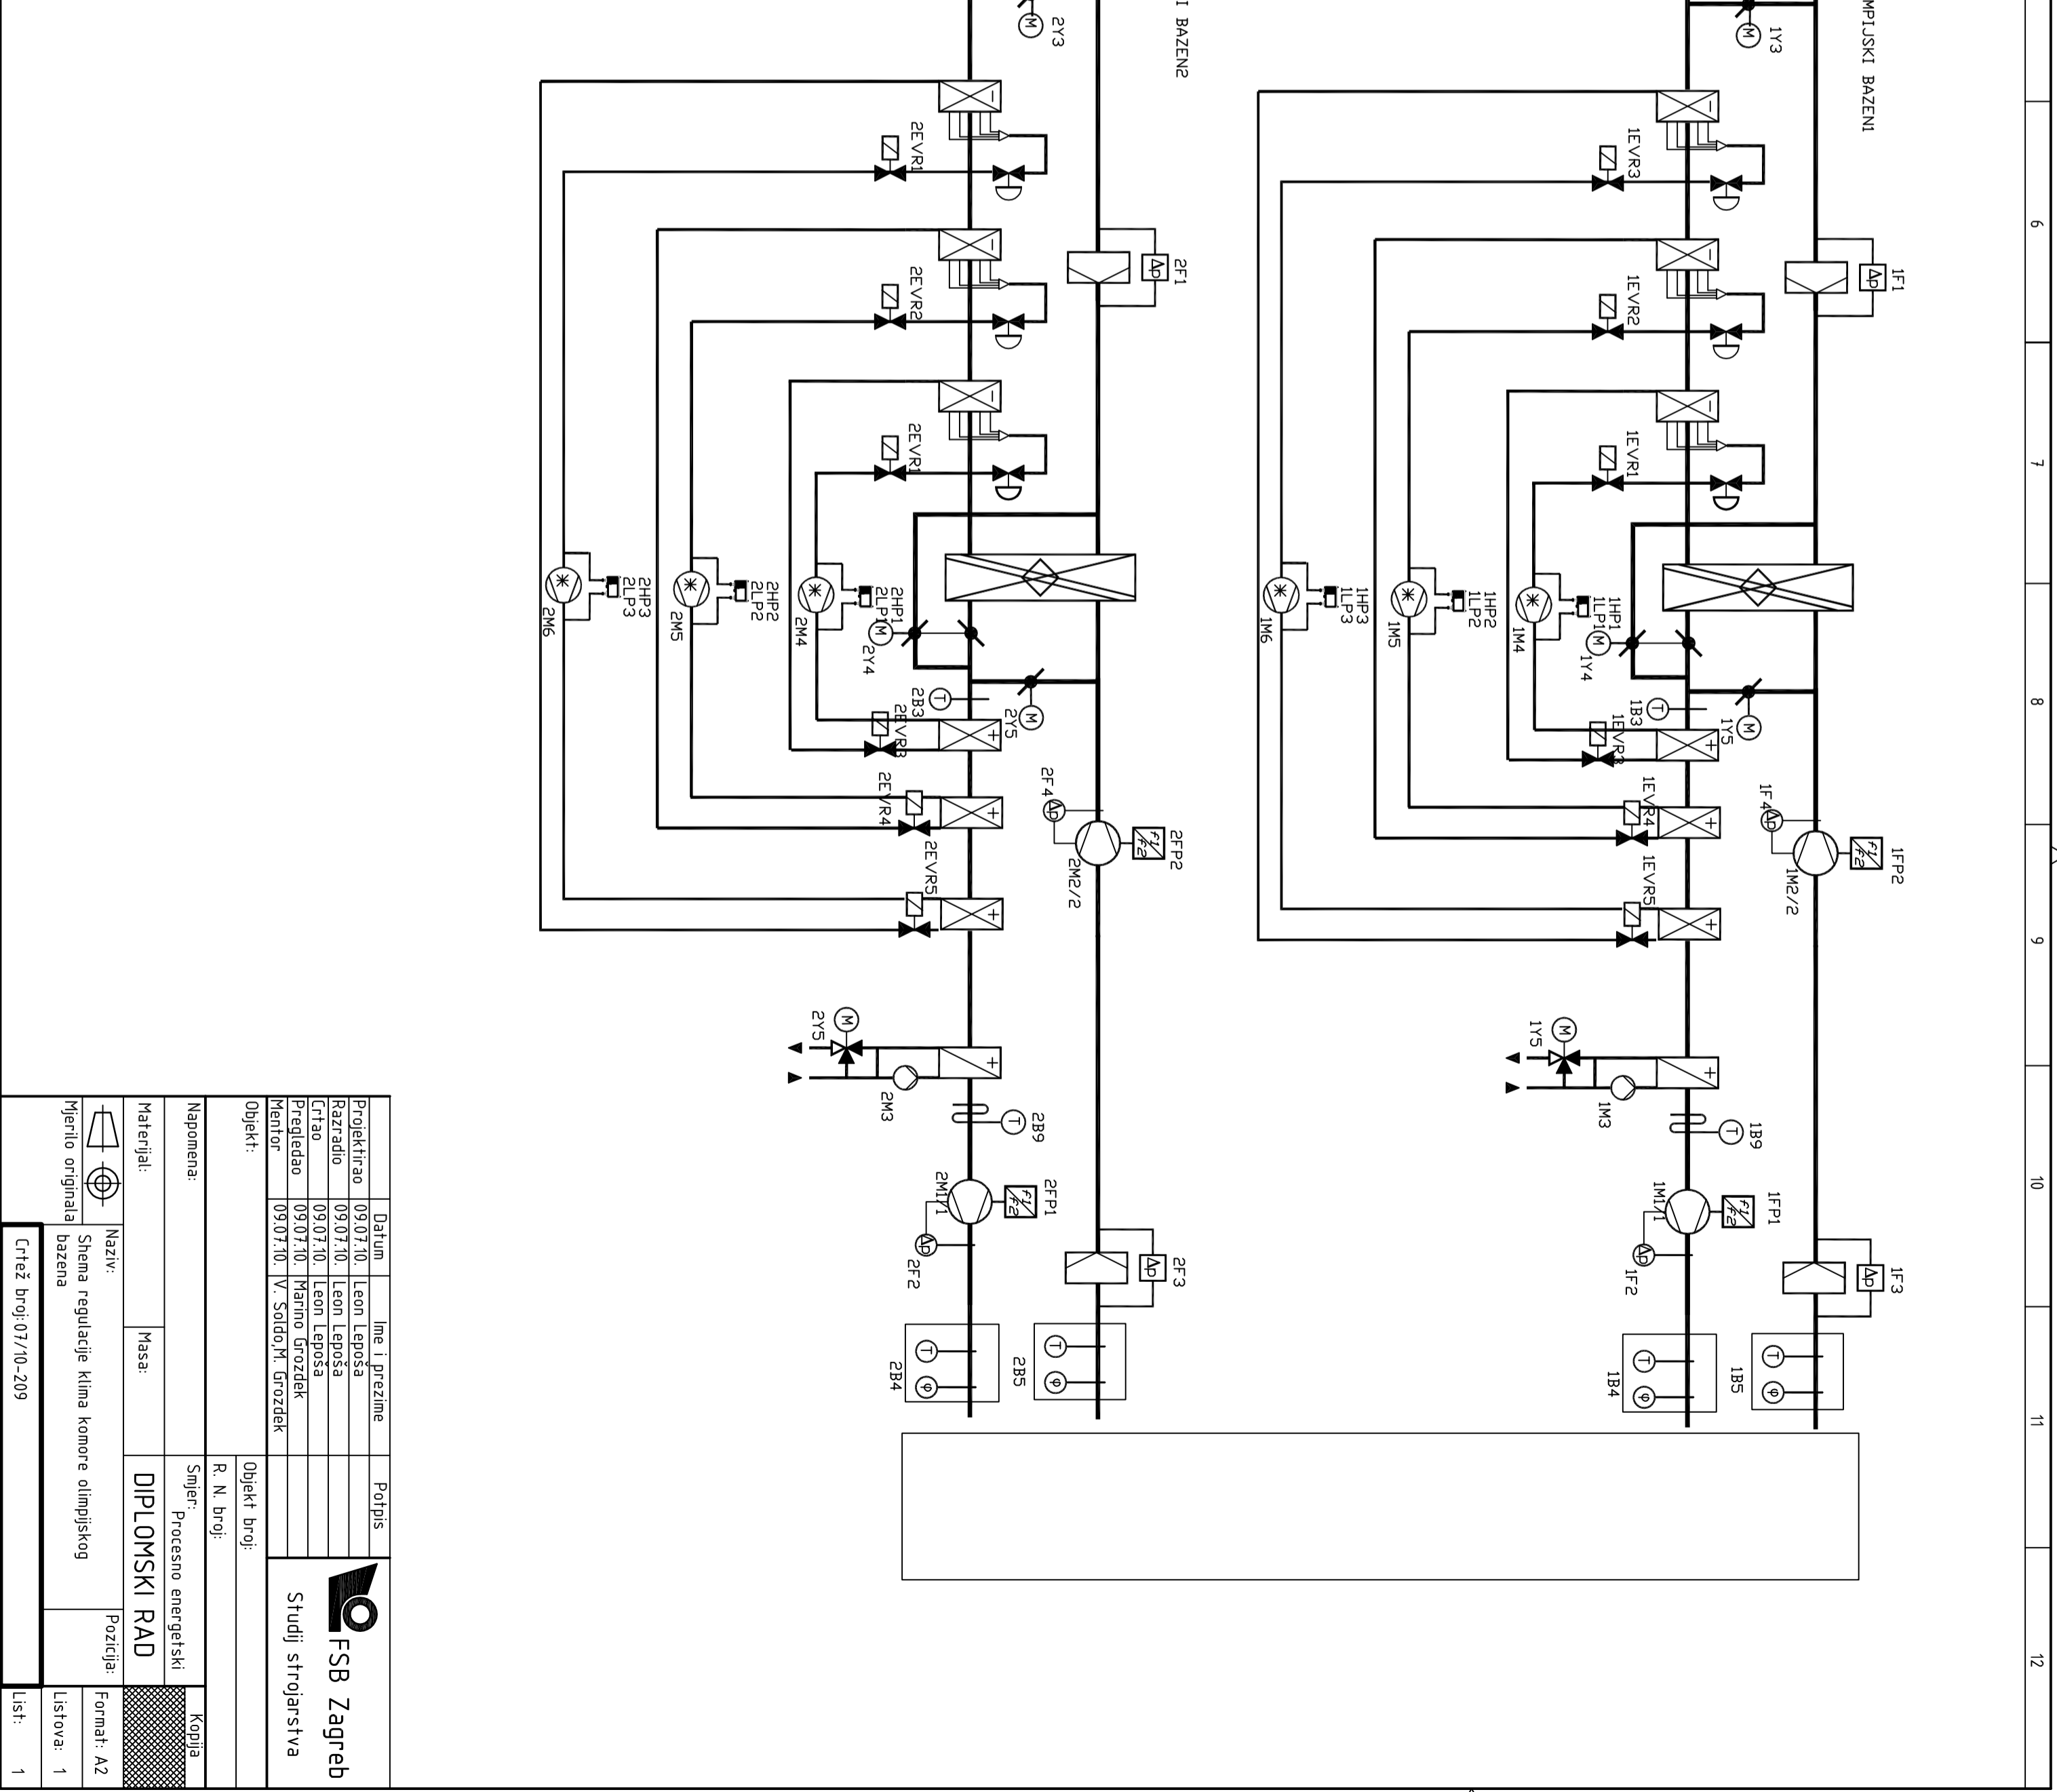 6
7
8
9
10
11
12
1Y3
1F1
1EVR3
1EVR2
1EVR1
1HP1
1LP1
1HP2
1LP2
1HP3
1LP3
1M4
1M5
1M6
1Y4
1B3
1Y5
1EVR3
1EVR4
1EVR5
1F4
1FP2
1M2/2
1Y5
1M3
1B9
1FP1
1M1/1
1F2
1F3
1B5
1B4
2Y3
2F1
2EVR1
2EVR2
2EVR1
2HP1
2LP1
2HP2
2LP2
2HP3
2LP3
2M4
2M5
2M6
2Y4
2B3
2Y5
2EVR3
2EVR4
2EVR5
2F4
2FP2
2M2/2
2Y5
2M3
2B9
2FP1
2M1/1
2F2
2F3
2B5
2B4
MPIJSKI BAZEN1
I BAZEN2
Datum Ime i prezime Potpis
Projektirao 09.07.10. Leon Lepoša
Razradio 09.07.10. Leon Lepoša
Crtao 09.07.10. Leon Lepoša
Pregledao 09.07.10. Marino Grozdek
Mentor 09.07.10. V. Soldo,M. Grozdek
FSB Zagreb
Studij strojarstva
Objekt:
Objekt broj:
R. N. broj:
Napomena:
Smjer:
Procesno energetski
Kopija
Materijal:
Masa:
DIPLOMSKI RAD
Mjerilo originala
Naziv:
Shema regulacije klima komore olimpijskog
bazena
Pozicija:
Format: A2
Listova: 1
Crtež broj:07/10-209
List: 1